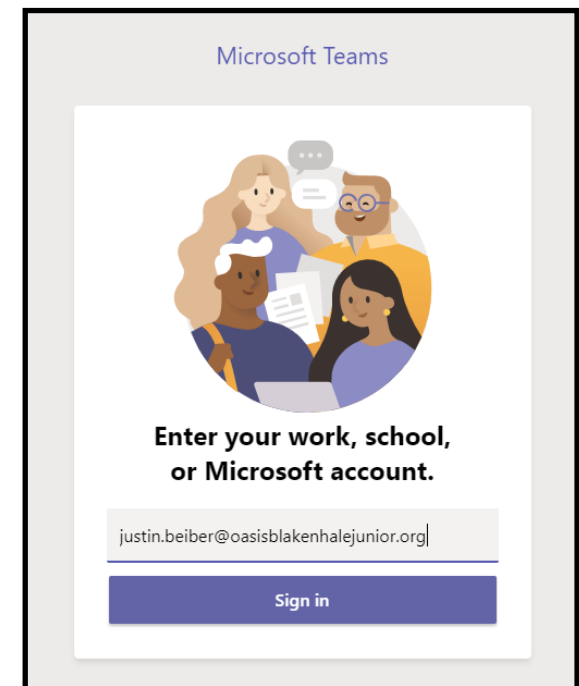 Microsoft Teams
Enter your work, school,
or Microsoft account.
justin.beiber@oasisblakenhalejunior.org
Sign in